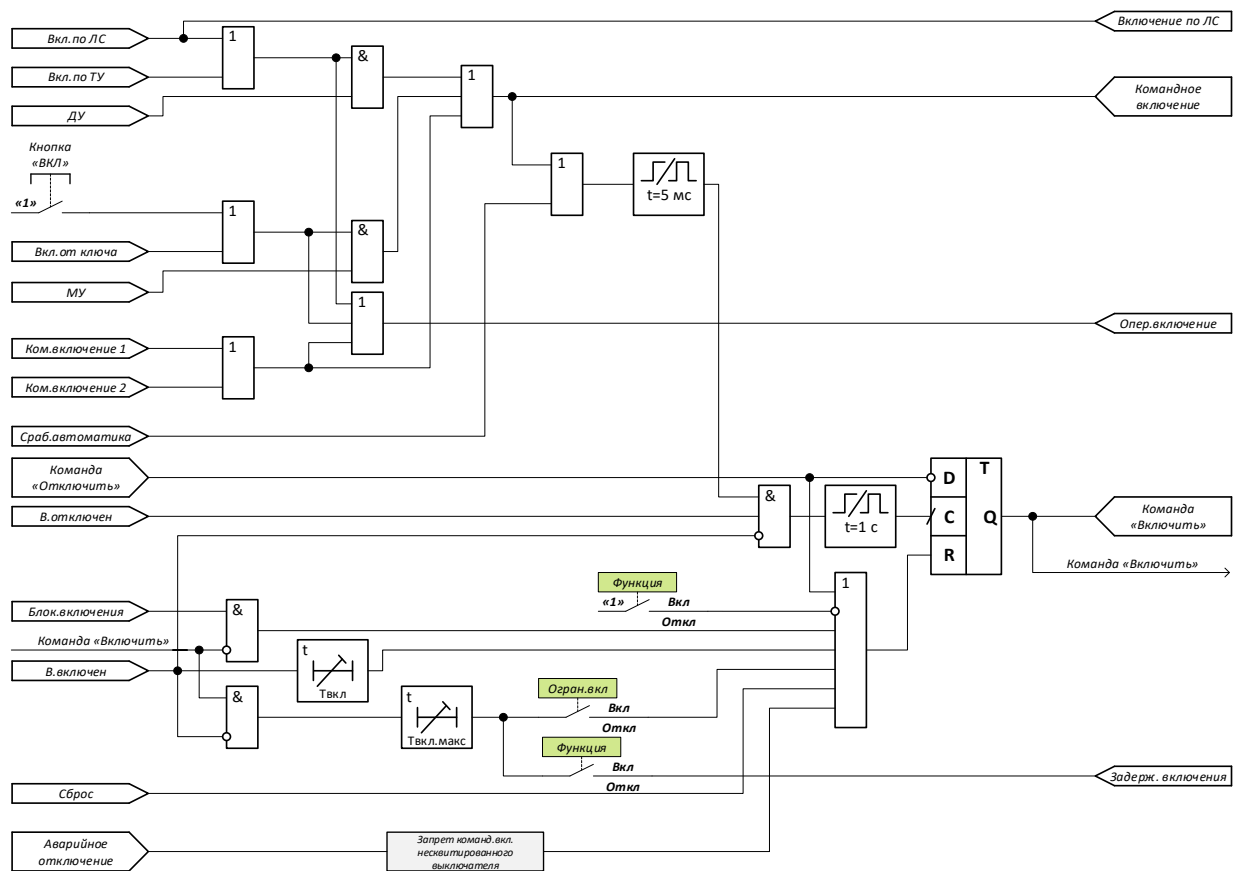 Включение по ЛС
Вкл.по ЛС
1
Вкл.по ТУ
&
1
Командное
включение
ДУ
Кнопка
«ВКЛ»
1
t=5 мс
«1»
1
&
Вкл.от ключа
МУ
1
Опер.включение
Ком.включение 1
1
Ком.включение 2
Сраб.автоматика
Команда
«Отключить»
D
T
&
В.отключен
t=1 с
C
Q
Команда
«Включить»
R
Команда «Включить»
Функция
1
«1»
Вкл
Откл
Блок.включения
&
Команда «Включить»
В.включен
t
Твкл
&
t
Твкл.макс
Огран.вкл
Вкл
Откл
Функция
Вкл
Откл
Задерж. включения
Сброс
Аварийное
отключение
Запрет команд.вкл.
несквитированного
выключателя